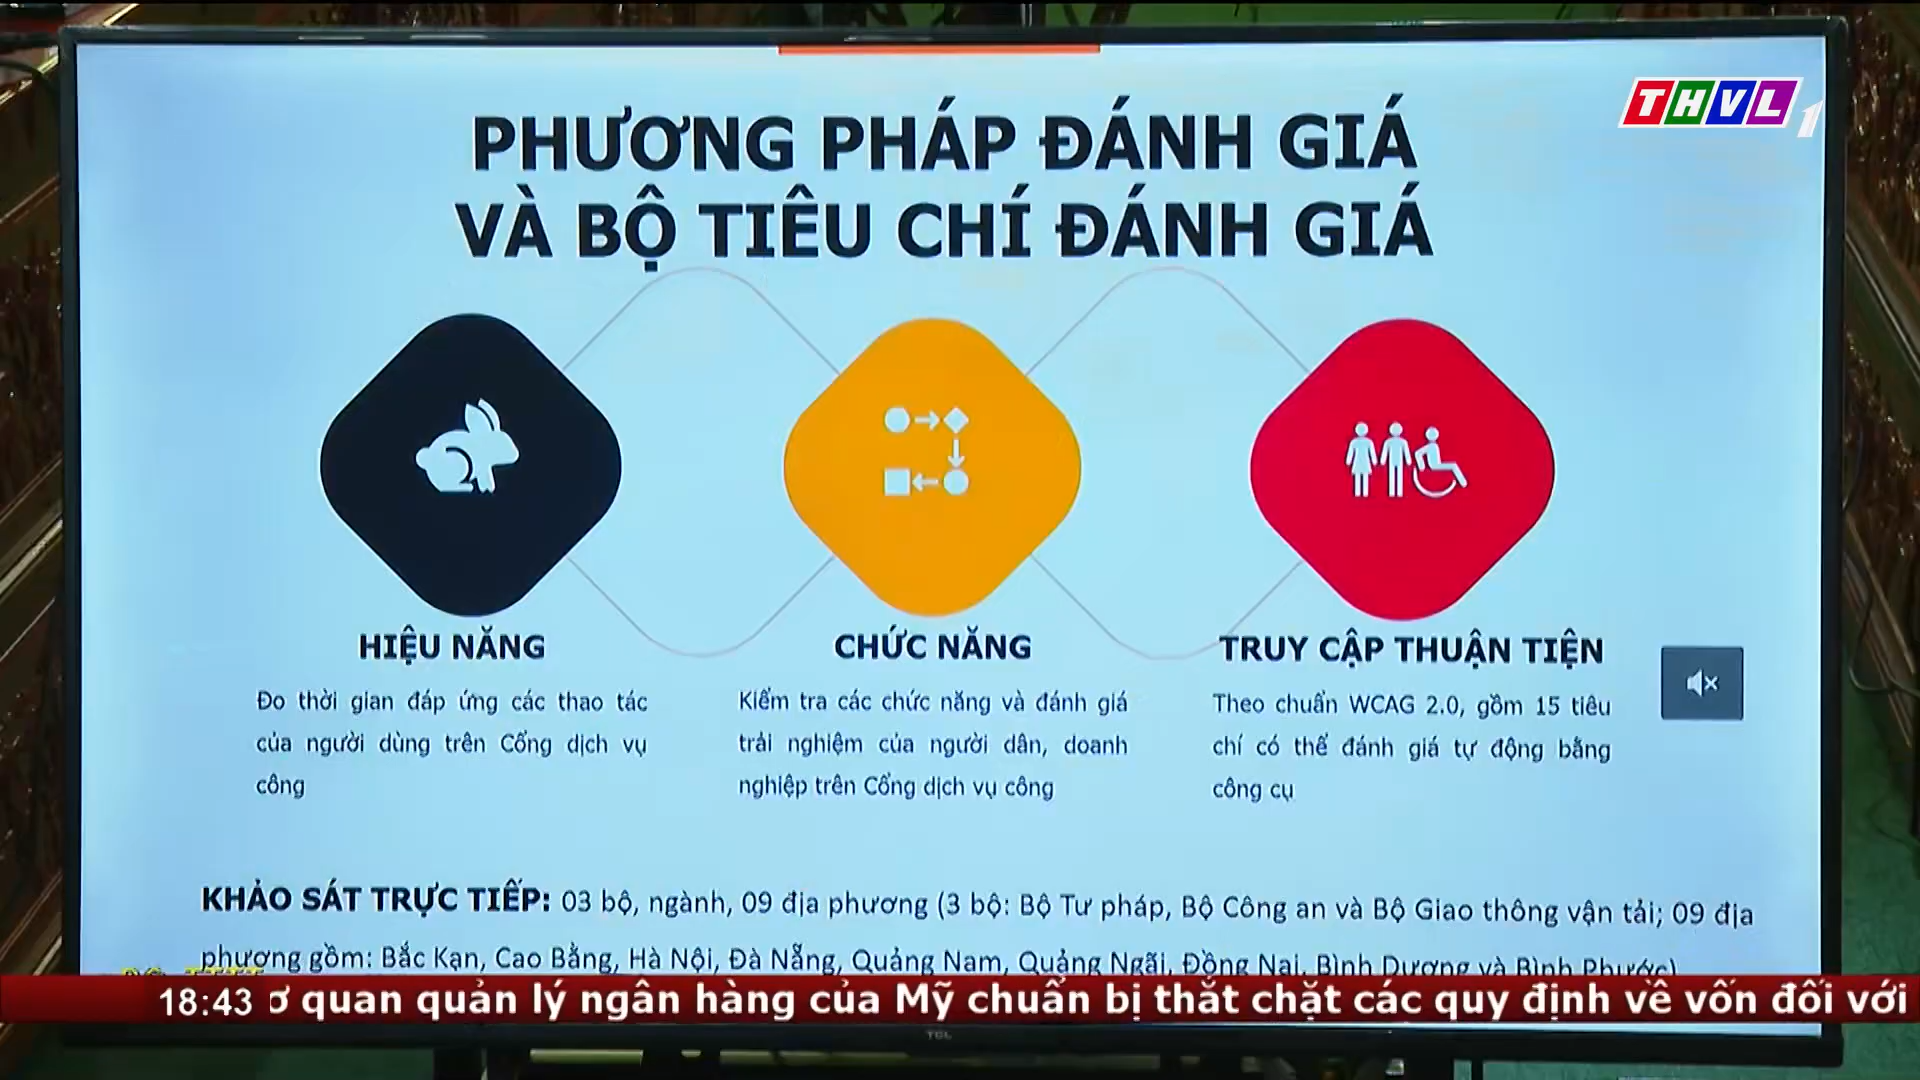 THVL1
PHƯƠNG PHÁP ĐÁNH GIÁ
VÀ BỘ TIÊU CHÍ ĐÁNH GIÁ
HIỆU NĂNG
Đo thời gian đáp ứng các thao tác
của người dùng trên Cổng dịch vụ
công
CHỨC NĂNG
Kiểm tra các chức năng và đánh giá
trải nghiệm của người dân, doanh
nghiệp trên Cổng dịch vụ công
TRUY CẬP THUẬN TIỆN
Theo chuẩn WCAG 2.0, gồm 15 tiêu
chí có thể đánh giá tự động bằng
công cụ
KHẢO SÁT TRỰC TIẾP: 03 bộ, ngành, 09 địa phương (3 bộ: Bộ Tư pháp, Bộ Công an và Bộ Giao thông vận tải; 09 địa
phương gồm: Bắc Kạn, Cao Bằng, Hà Nội, Đà Nẵng, Quảng Nam, Quảng Ngãi, Đồng Nai, Bình Dương và Bình Phước)
18:43 ơ quan quản lý ngân hàng của Mỹ chuẩn bị thắt chặt các quy định về vốn đối với
TCL